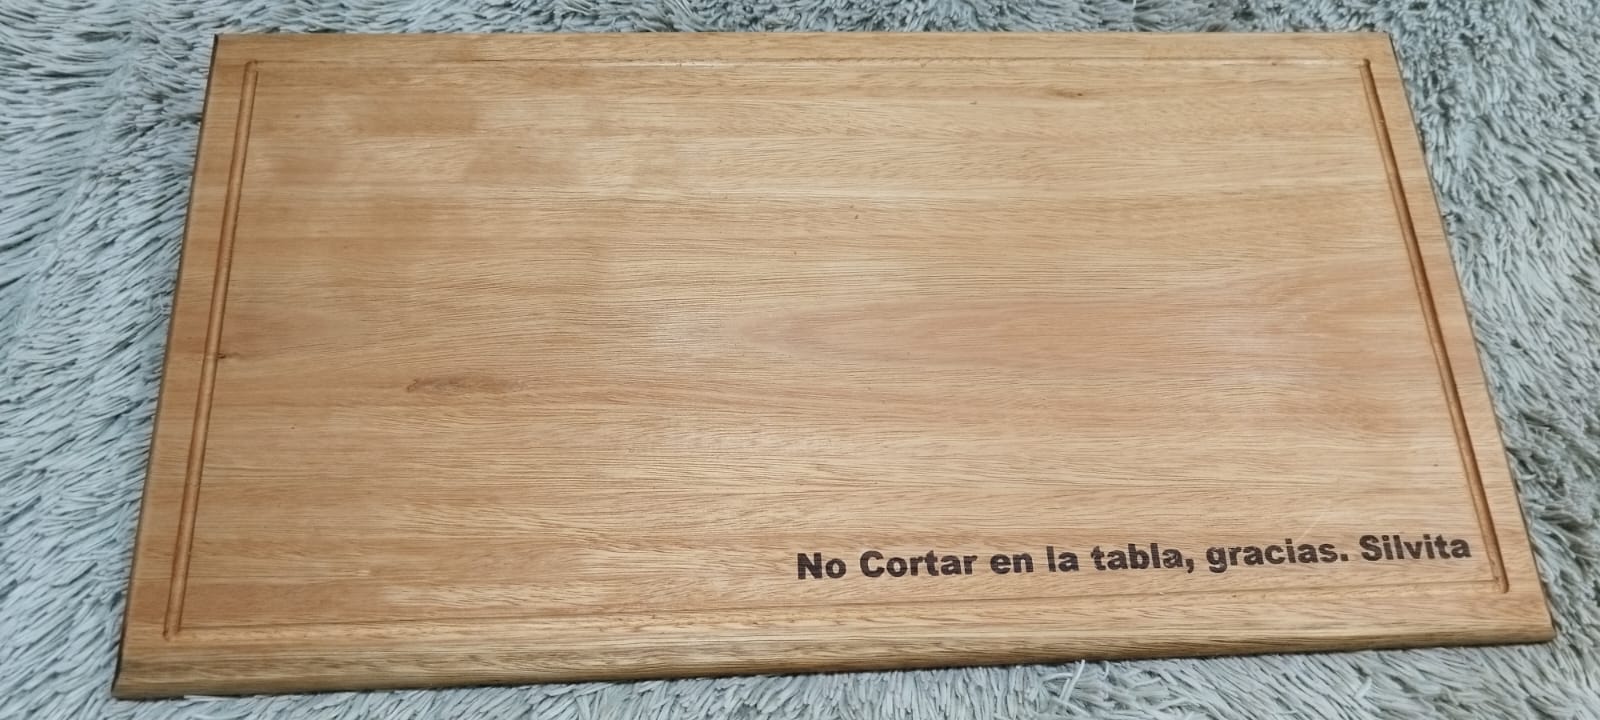 No Cortar en la tabla, gracias. Silvita